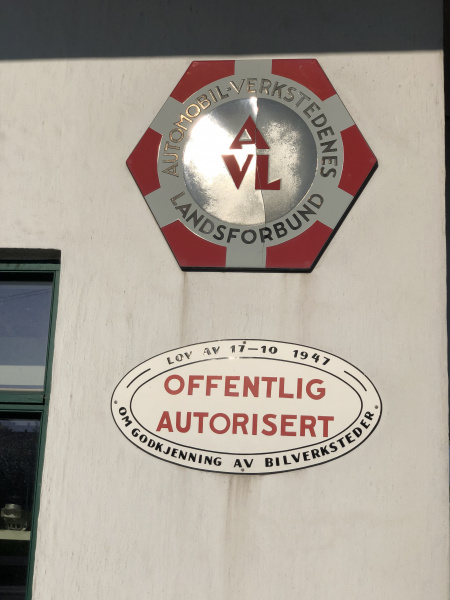 AUTOMOBIL-VERKSTEDENES
AVL
LANDSFORBUND
LOV AV 17-10 1947
OFFENTLIG
AUTORISERT
OM GODKJENNING AV BILVERKSTEDER